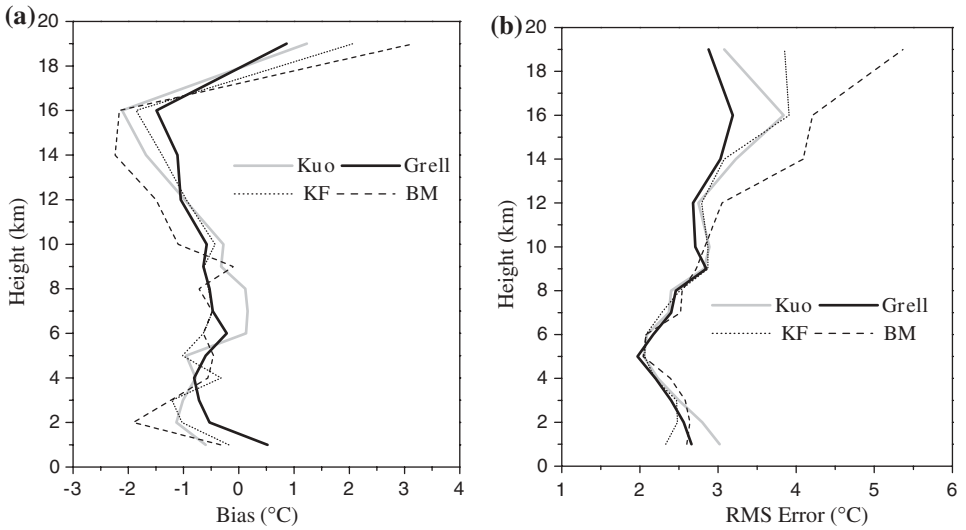 (a)
20
18
16
14
12
10
8
6
4
2
0
Height (km)
Kuo Grell
KF BM
-3 -2 -1 0 1 2 3 4
Bias (°C)
(b)
20
18
16
14
12
10
8
6
4
2
0
Height (km)
Kuo Grell
KF BM
1 2 3 4 5 6
RMS Error (°C)